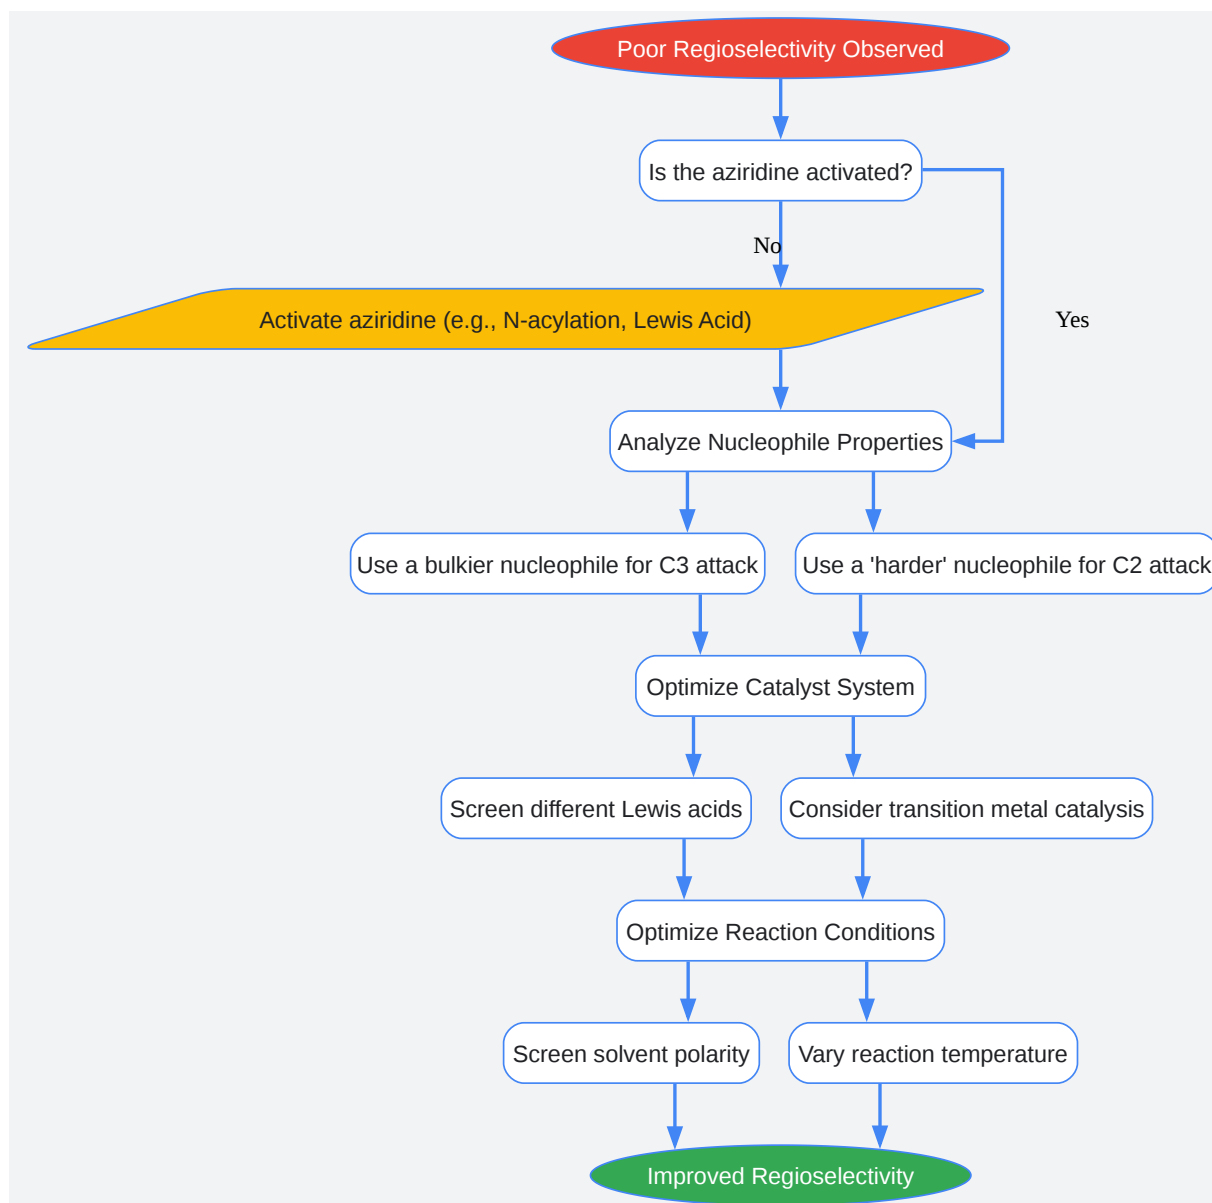 Poor Regioselectivity Observed
Is the aziridine activated?
No
Activate aziridine (e.g., N-acylation, Lewis Acid)
Yes
Analyze Nucleophile Properties
Use a bulkier nucleophile for C3 attack
Use a 'harder' nucleophile for C2 attack
Optimize Catalyst System
Screen different Lewis acids
Consider transition metal catalysis
Optimize Reaction Conditions
Screen solvent polarity
Vary reaction temperature
Improved Regioselectivity